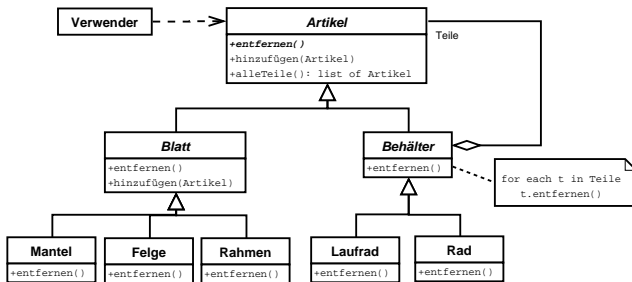 Verwender
Artikel
+entfernen()
+hinzufügen(Artikel)
+alleTeile(): list of Artikel
Teile
Blatt
+entfernen()
+hinzufügen(Artikel)
Behälter
+entfernen()
for each t in Teile
t.entfernen()
Mantel
+entfernen()
Felge
+entfernen()
Rahmen
+entfernen()
Laufrad
+entfernen()
Rad
+entfernen()